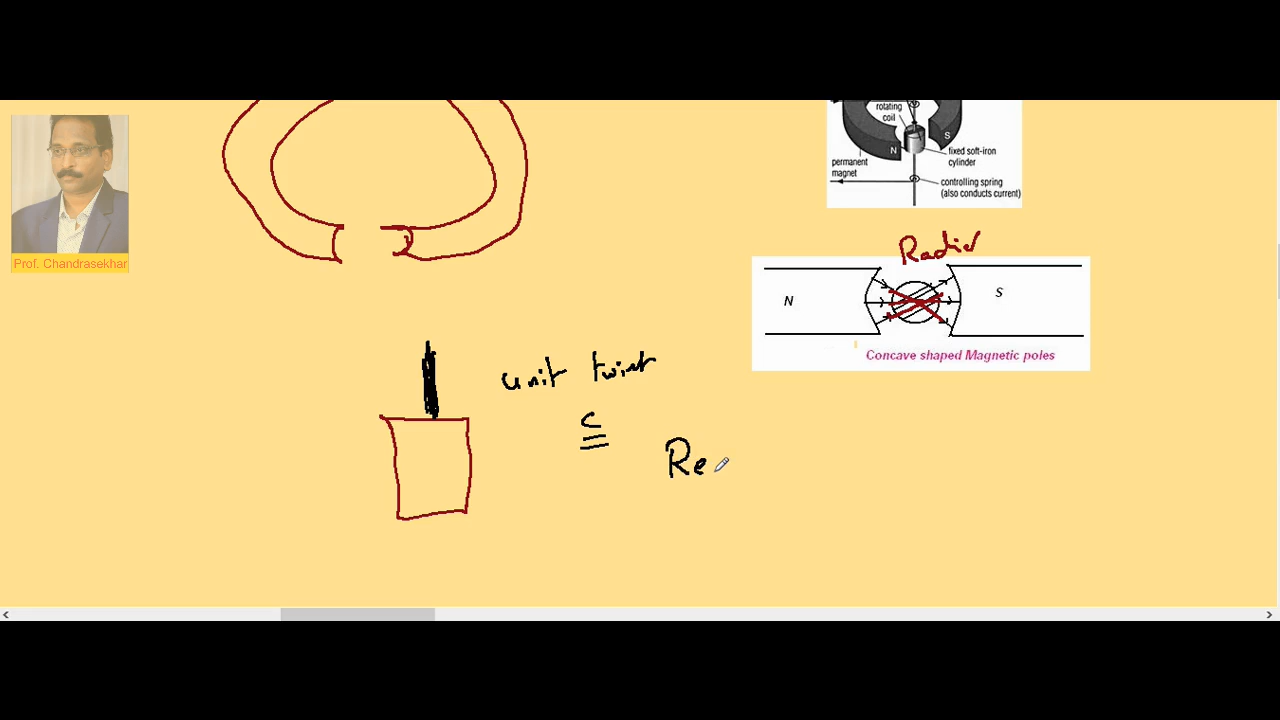 rotating
coil
S
N
fixed soft-iron
cylinder
permanent
magnet
controlling spring
(also conducts current)
Prof. Chandrasekhar
Radial
N
S
Concave shaped Magnetic poles
unit twist
C
Re